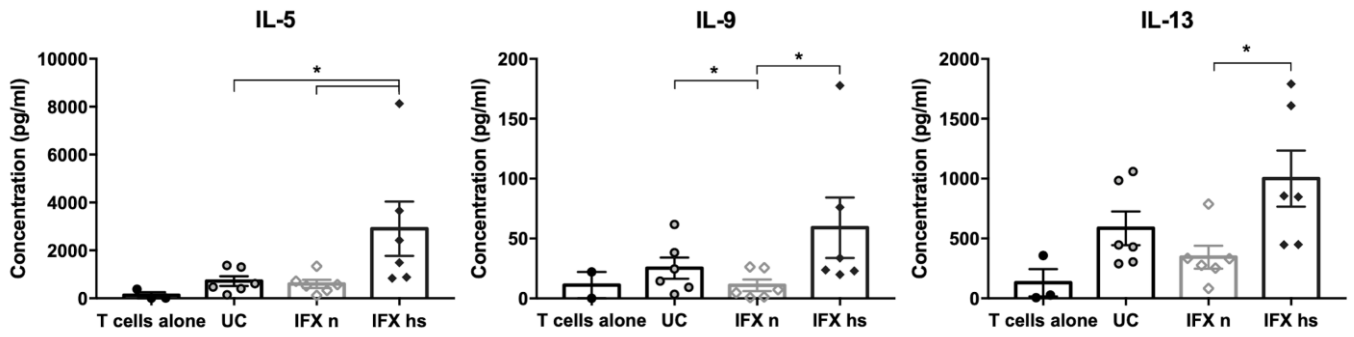 IL-5
Concentration (pg/ml)
10000
8000
6000
4000
2000
0
*
T cells alone UC IFX n IFX hs
IL-9
Concentration (pg/ml)
200
150
100
50
0
* *
T cells alone UC IFX n IFX hs
IL-13
Concentration (pg/ml)
2000
1500
1000
500
0
*
T cells alone UC IFX n IFX hs